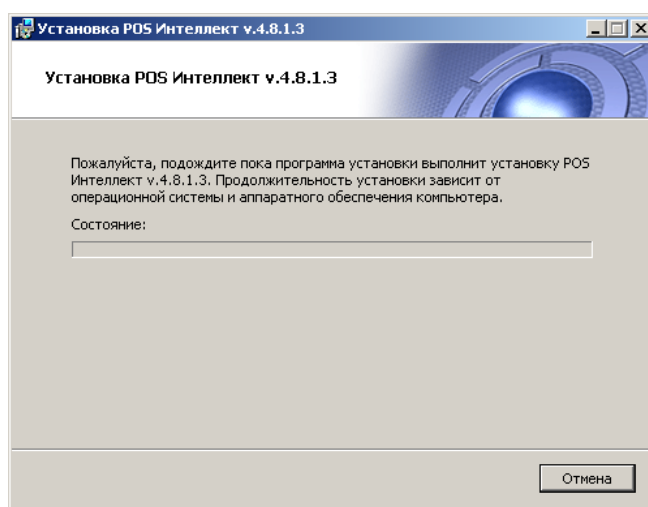 Установка POS Интеллект v.4.8.1.3
Установка POS Интеллект v.4.8.1.3
Пожалуйста, подождите пока программа установки выполнит установку POS
Интеллект v.4.8.1.3. Продолжительность установки зависит от
операционной системы и аппаратного обеспечения компьютера.
Состояние:
Отмена